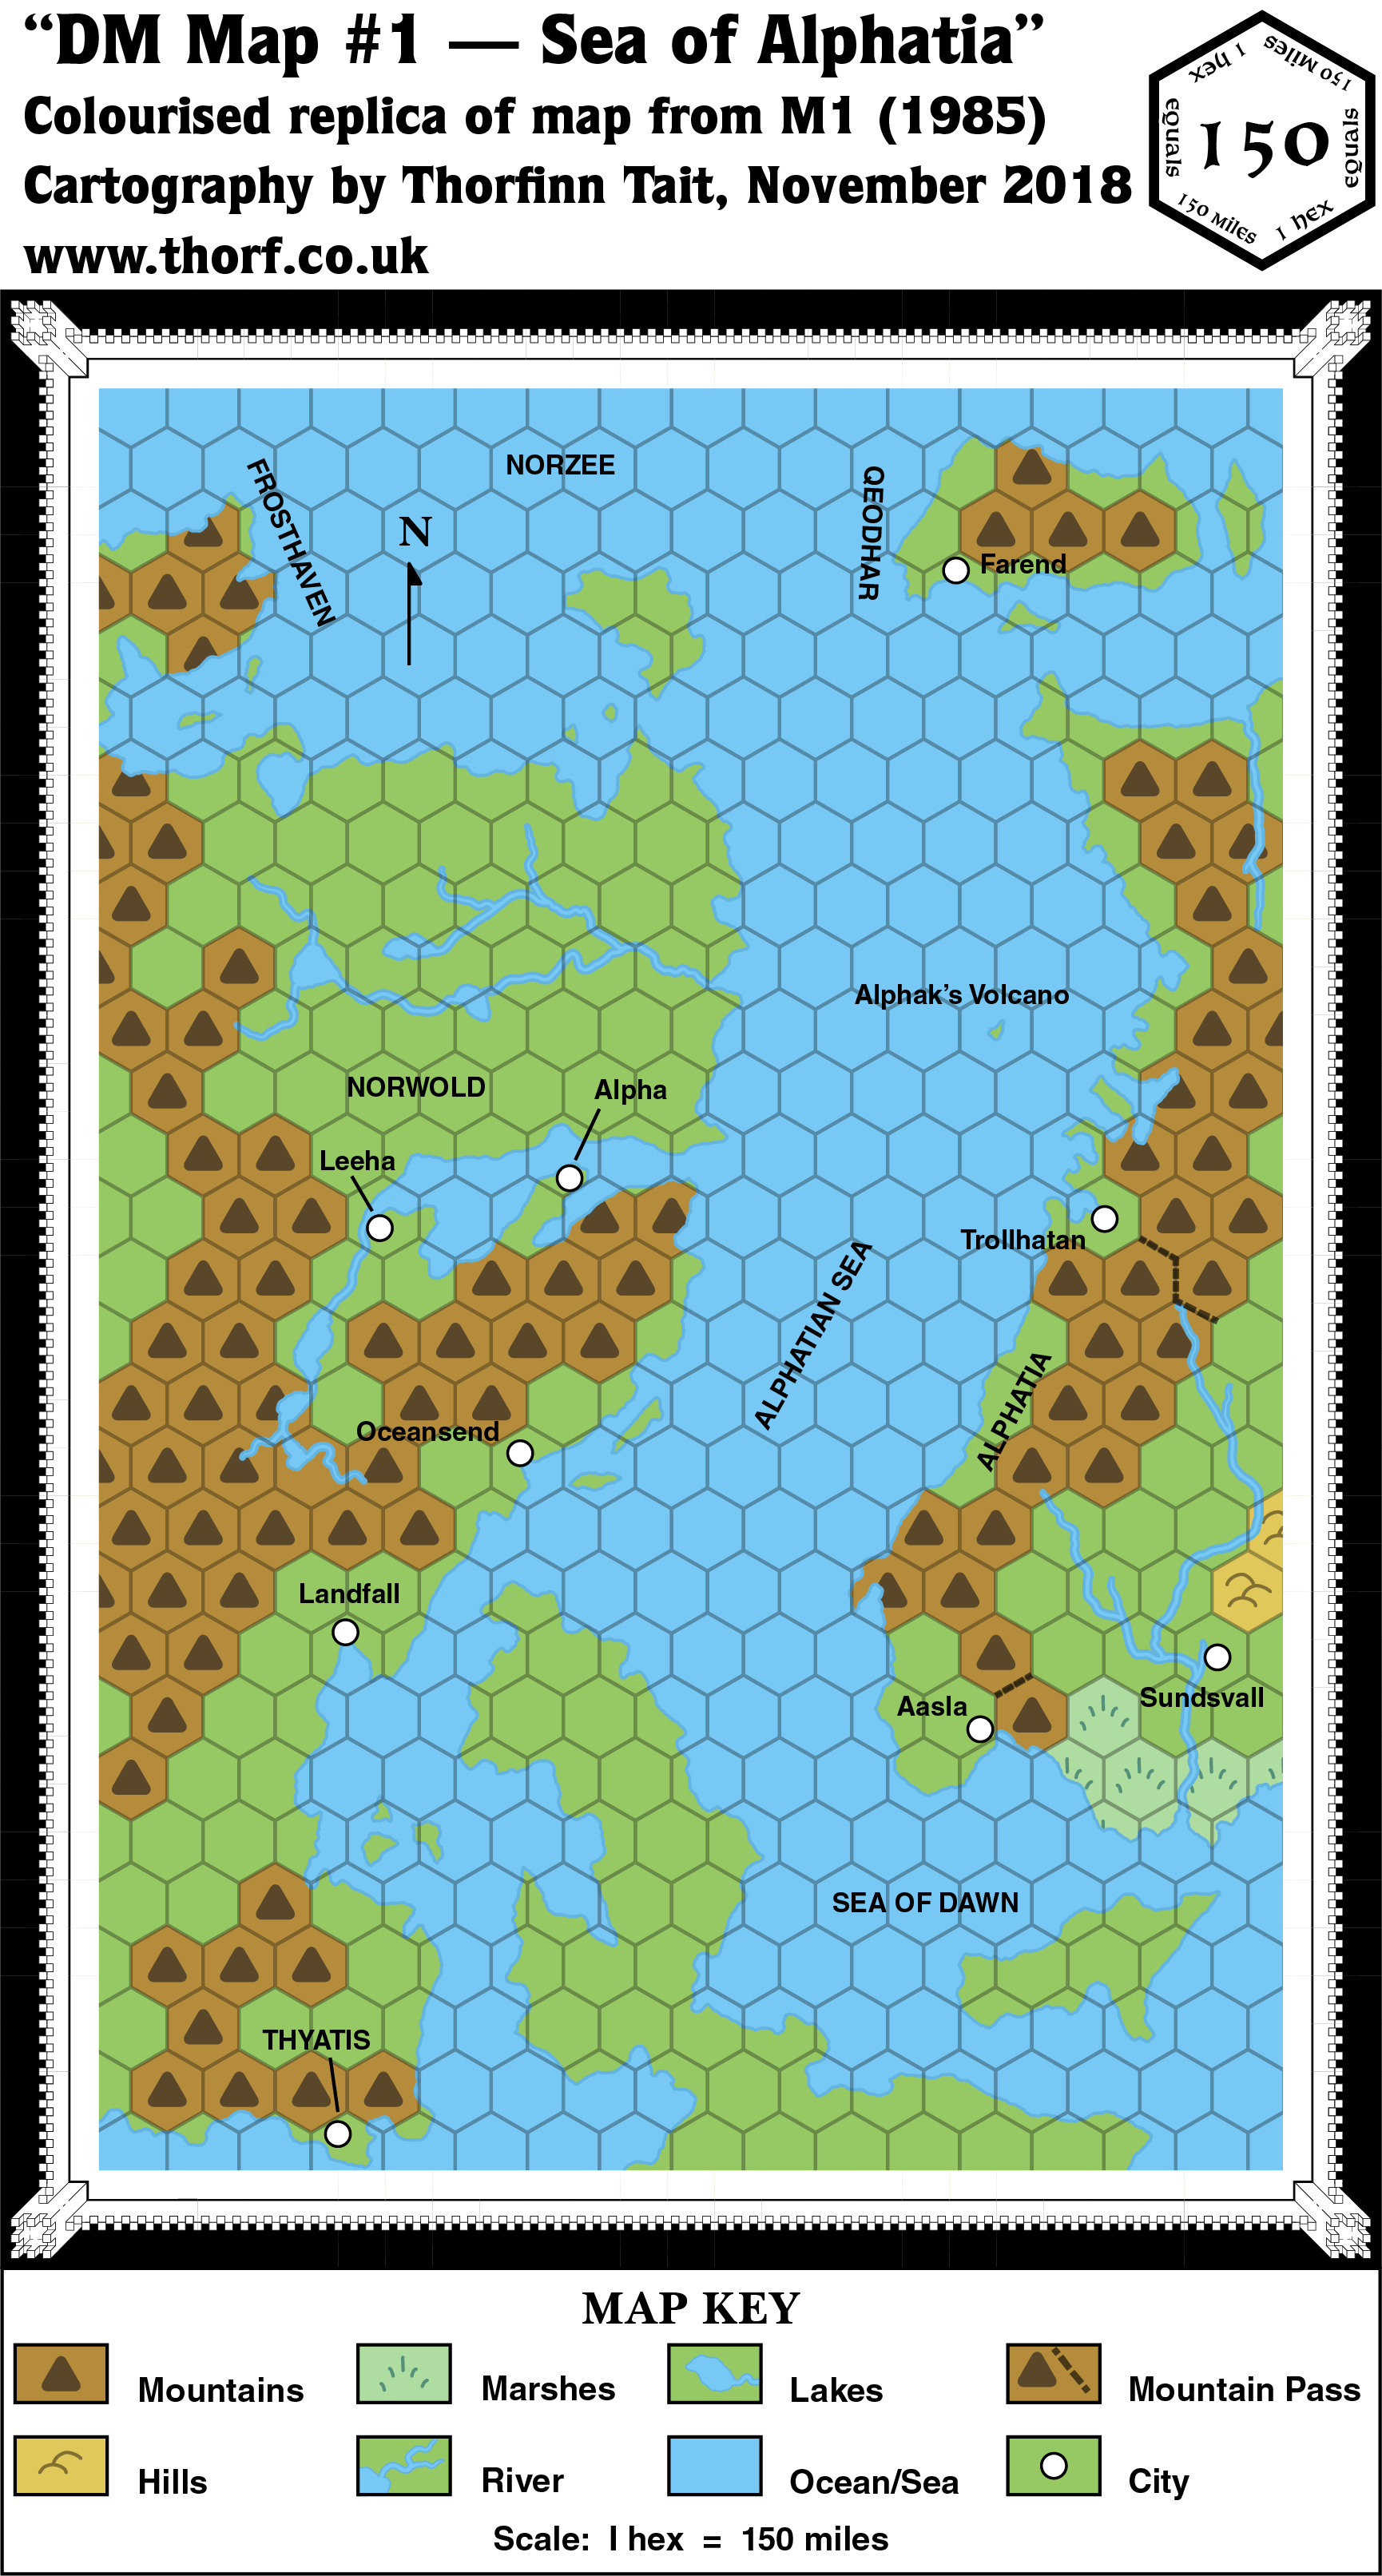 “DM Map #1 — Sea of Alphatia”
Colourised replica of map from M1 (1985)
Cartography by Thorfinn Tait, November 2018
www.thorf.co.uk
1 hex equals 150 miles
150
1 hex equals 150 miles
NORZEE
FROSTHAVEN
QEODHAR
N
Farend
Alphak’s Volcano
NORWOLD
Alpha
Leeha
Trollhatan
ALPHATIAN SEA
ALPHATIA
Oceansend
Landfall
Sundsvall
Aasla
SEA OF DAWN
THYATIS
MAP KEY
Mountains
Marshes
Lakes
Mountain Pass
Hills
River
Ocean/Sea
City
Scale: 1 hex = 150 miles